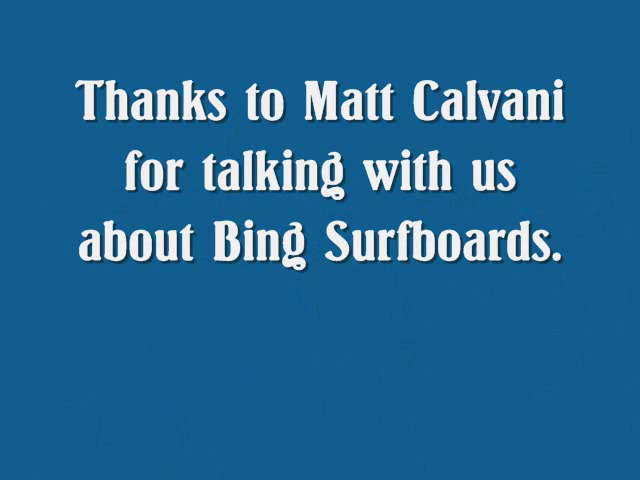 Thanks to Matt Calvani
for talking with us
about Bing Surfboards.